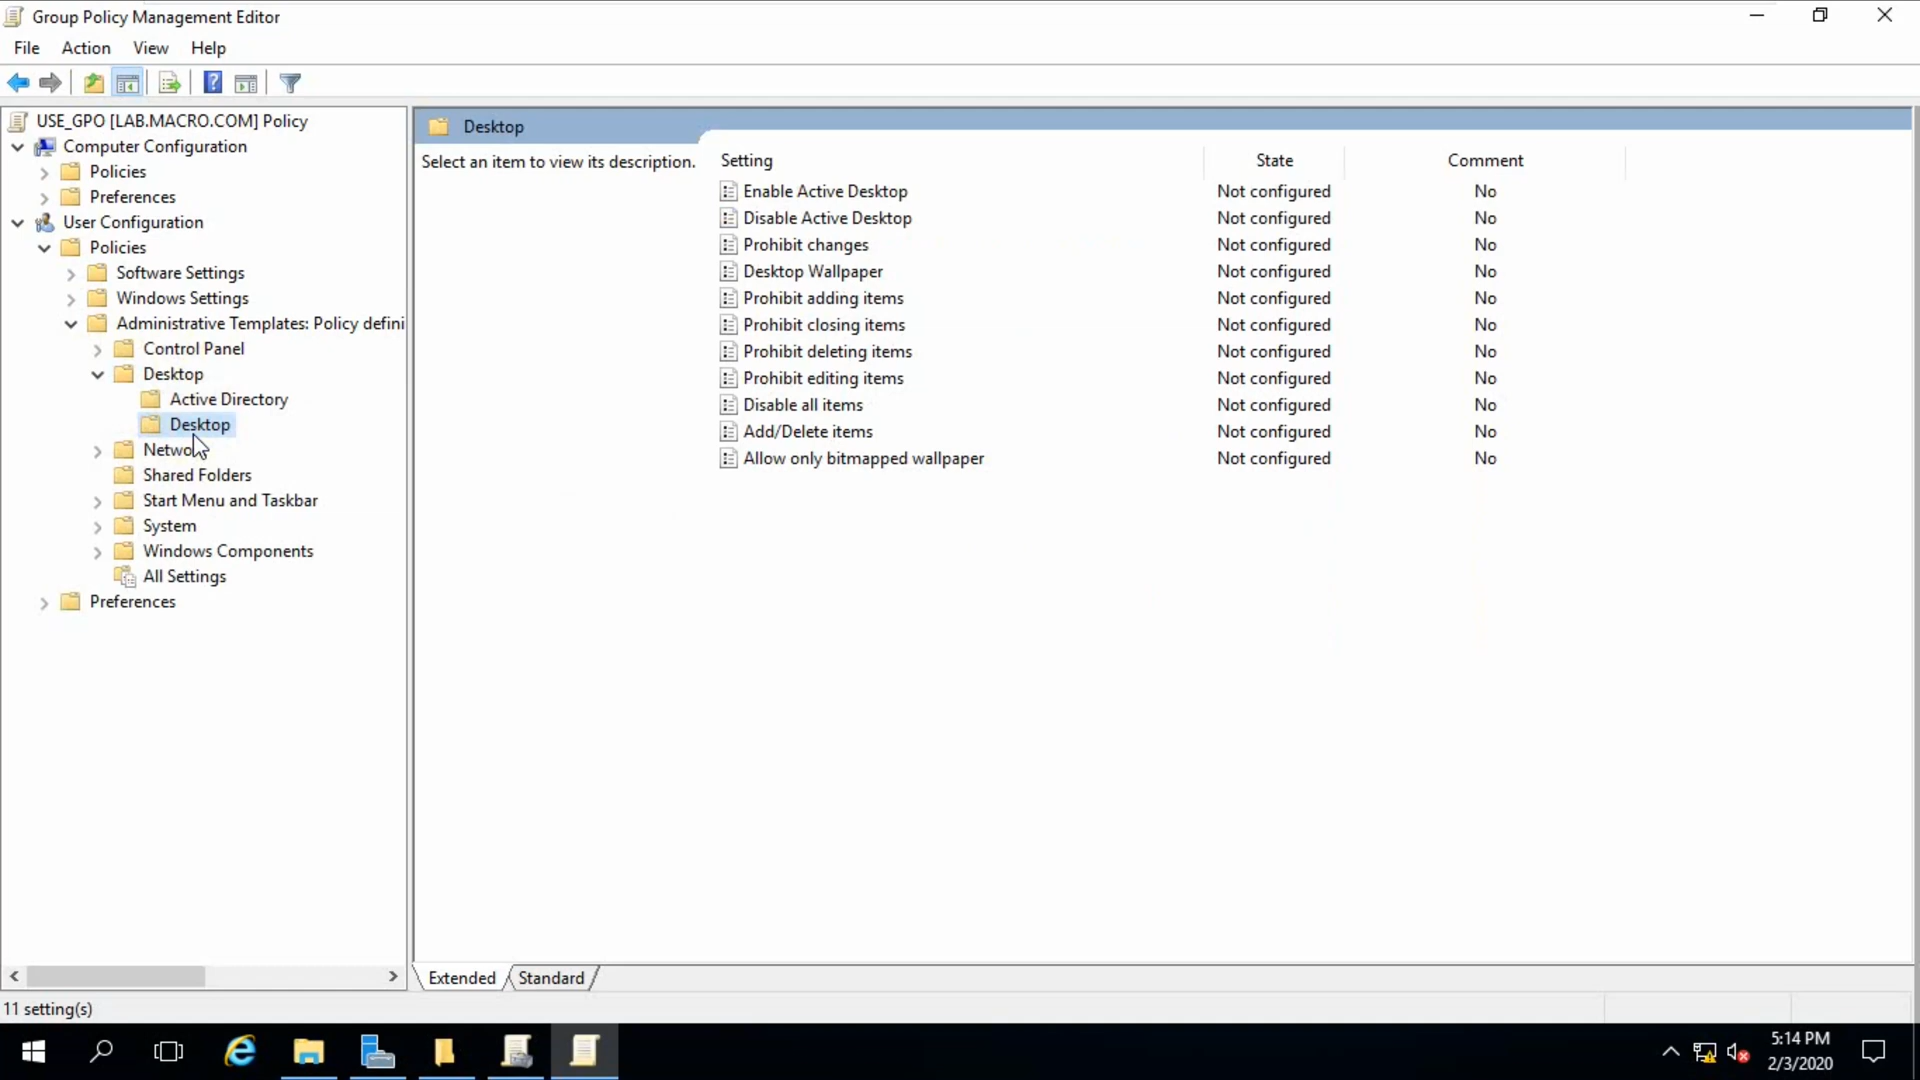 Group Policy Management Editor
File Action View Help
USE_GPO [LAB.MACRO.COM] Policy
Computer Configuration
Policies
Preferences
User Configuration
Policies
Software Settings
Windows Settings
Administrative Templates: Policy defini
Control Panel
Desktop
Active Directory
Desktop
Network
Shared Folders
Start Menu and Taskbar
System
Windows Components
All Settings
Preferences
Desktop
Select an item to view its description.
Setting State Comment
Enable Active Desktop Not configured No
Disable Active Desktop Not configured No
Prohibit changes Not configured No
Desktop Wallpaper Not configured No
Prohibit adding items Not configured No
Prohibit closing items Not configured No
Prohibit deleting items Not configured No
Prohibit editing items Not configured No
Disable all items Not configured No
Add/Delete items Not configured No
Allow only bitmapped wallpaper Not configured No
Extended Standard
11 setting(s)
5:14 PM
2/3/2020